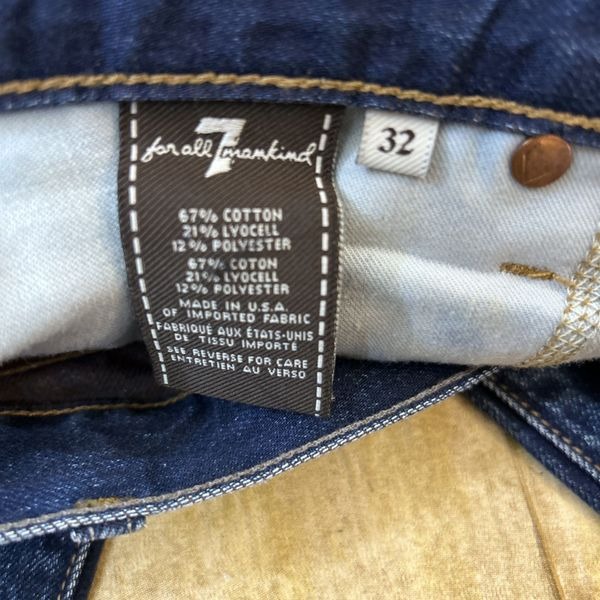 for all 7 mankind
32
67% COTTON
21% LYOCELL
12% POLYESTER
67% COTON
21% LYOCELL
12% POLYESTER
MADE IN U.S.A.
OF IMPORTED FABRIC
FABRIQUÉ AUX ÉTATS-UNIS
DE TISSU IMPORTÉ
SEE REVERSE FOR CARE
ENTRETIEN AU VERSO